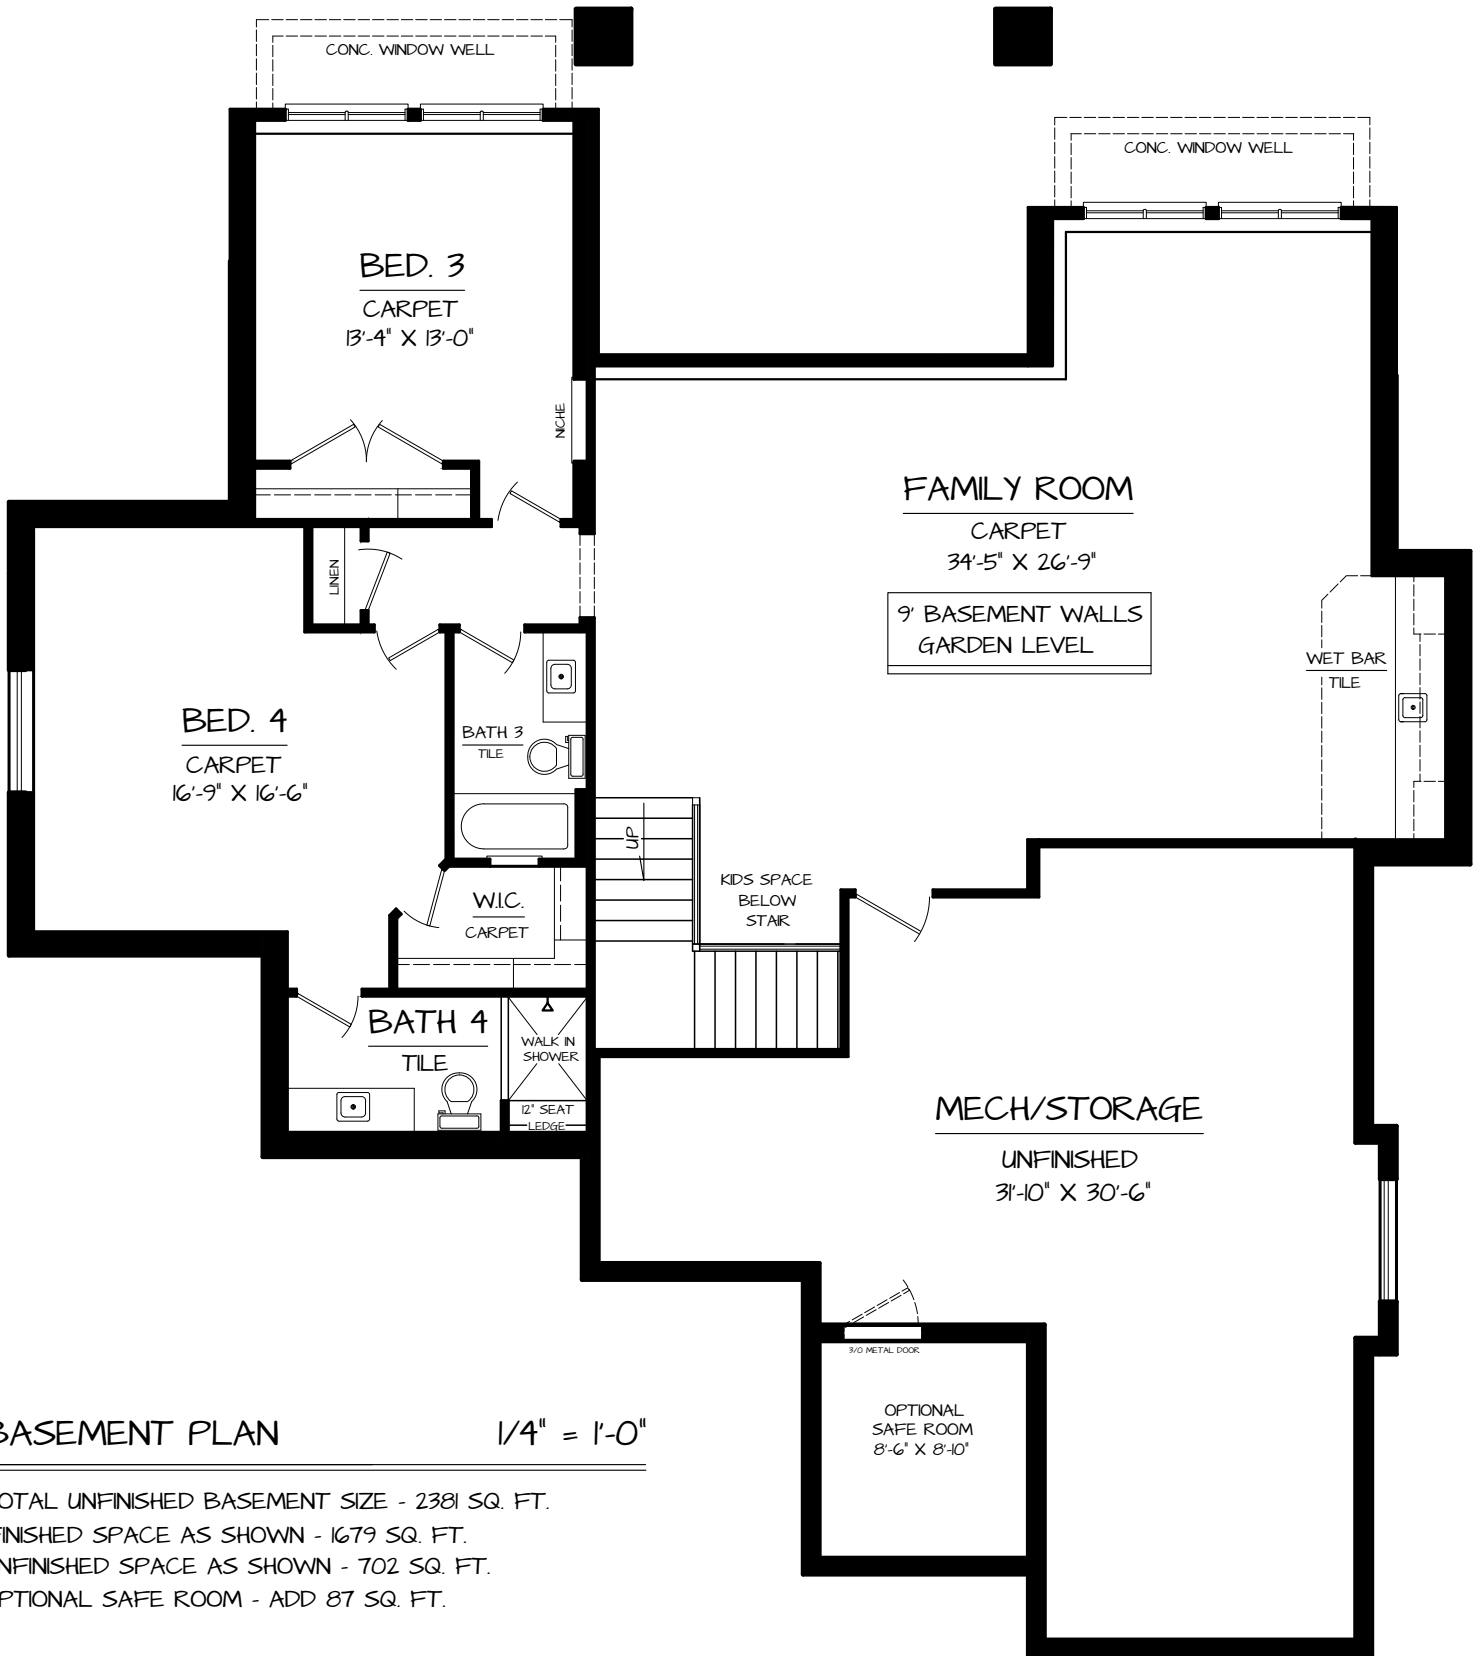 CONC. WINDOW WELL
CONC. WINDOW WELL
BED. 3
CARPET
13'-4" X 13'-0"
NICHE
FAMILY ROOM
CARPET
34'-5" X 26'-9"
9' BASEMENT WALLS
GARDEN LEVEL
LINEN
WET BAR
TILE
BED. 4
CARPET
16'-9" X 16'-6"
BATH 3
TILE
UP
KIDS SPACE
BELOW
STAIR
W.I.C.
CARPET
BATH 4
TILE
WALK IN
SHOWER
12" SEAT
LEDGE
MECH/STORAGE
UNFINISHED
31'-10" X 30'-6"
3/0 METAL DOOR
OPTIONAL
SAFE ROOM
8'-6" X 8'-10"
BASEMENT PLAN 1/4" = 1'-0"
OTAL UNFINISHED BASEMENT SIZE - 2381 SQ. FT.
INISHED SPACE AS SHOWN - 1679 SQ. FT.
NFINISHED SPACE AS SHOWN - 702 SQ. FT.
PTIONAL SAFE ROOM - ADD 87 SQ. FT.